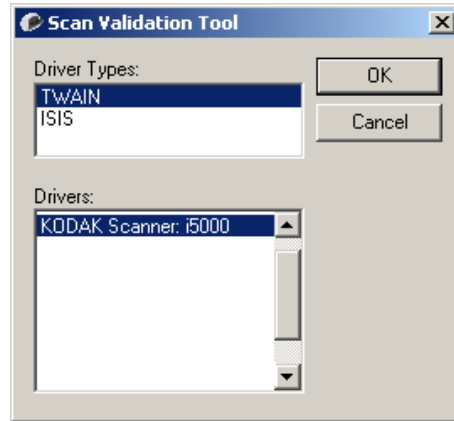 Scan Validation Tool
Driver Types:
TWAIN
ISIS
OK
Cancel
Drivers:
KODAK Scanner: i5000